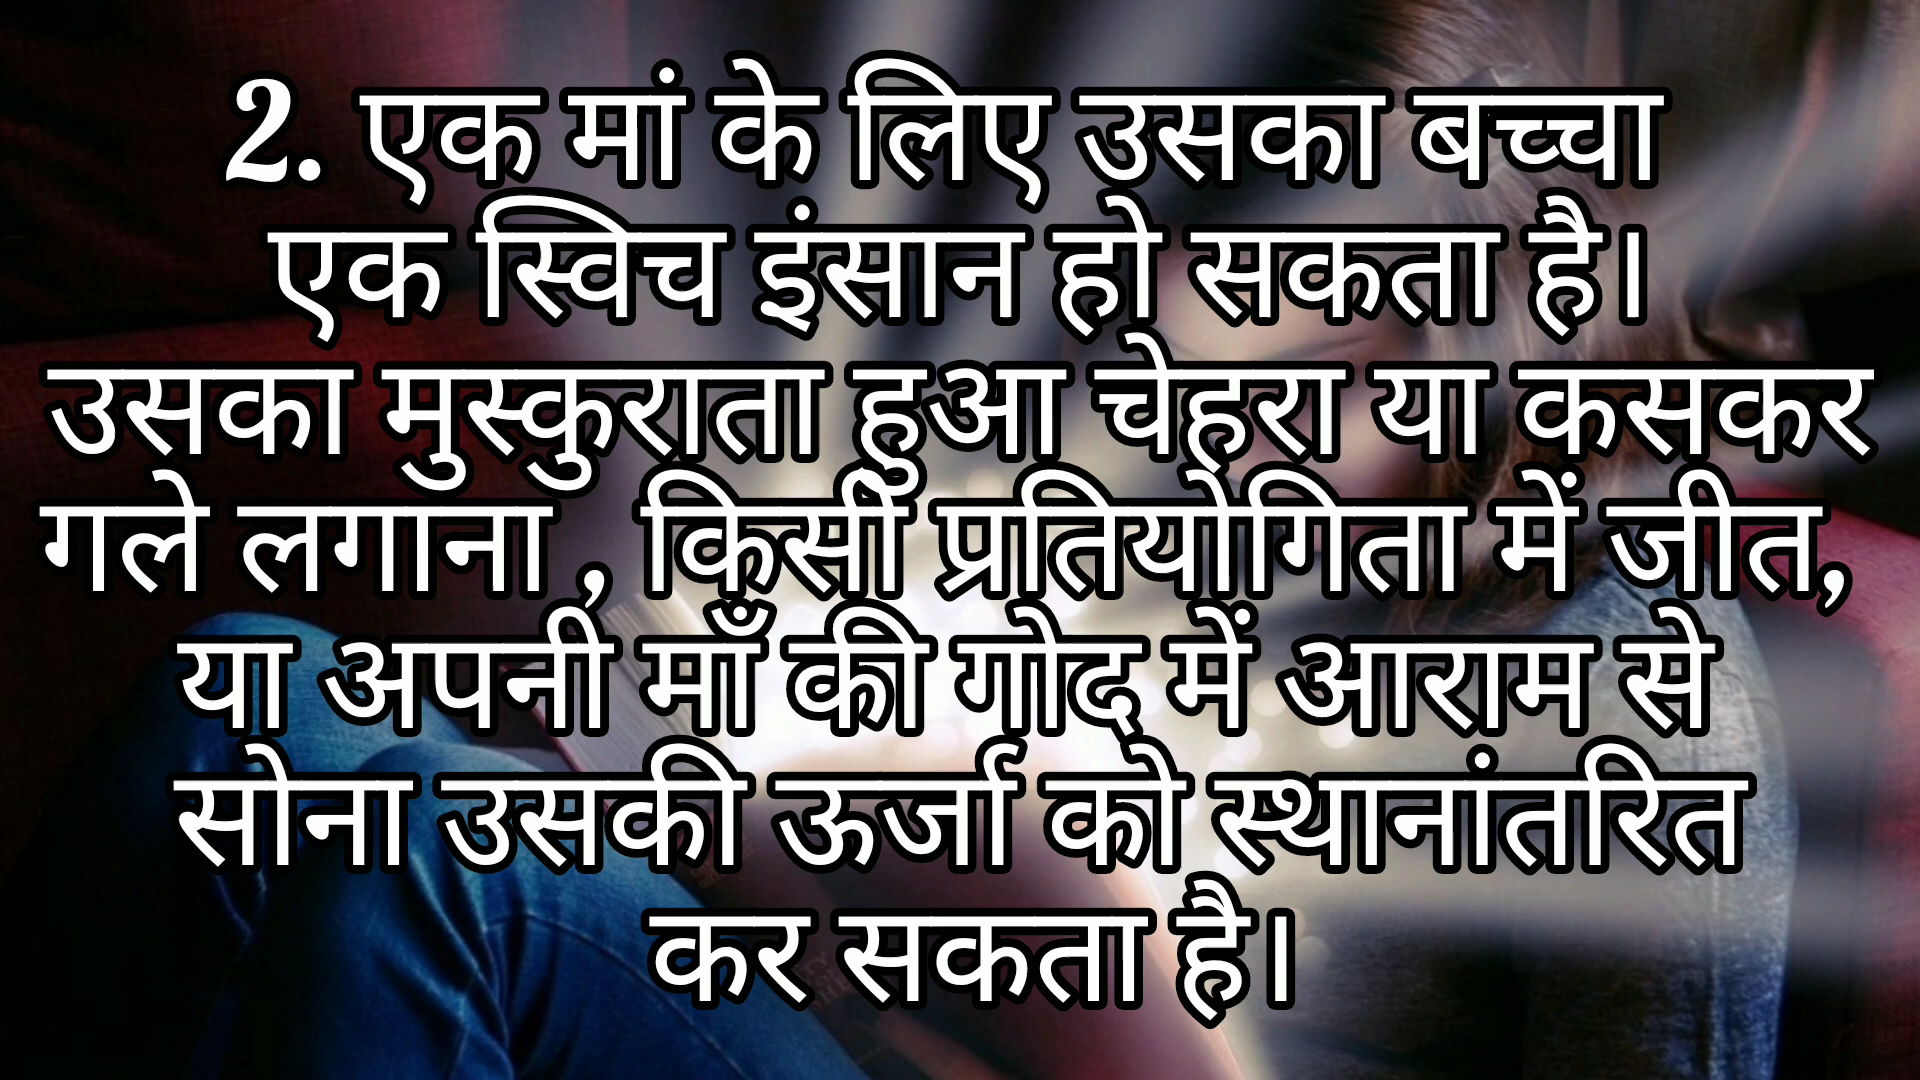 2. एक मां के लिए उसका बच्चा
एक स्विच इंसान हो सकता है।
उसका मुस्कुराता हुआ चेहरा या कसकर
गले लगाना , किसी प्रतियोगिता में जीत,
या अपनी माँ की गोद में आराम से
सोना उसकी ऊर्जा को स्थानांतरित
कर सकता है।